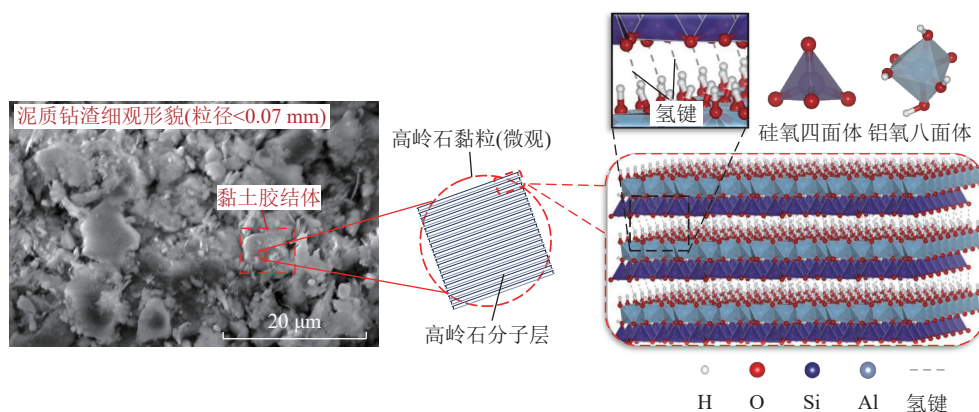 泥质钻渣细观形貌(粒径<0.07 mm)
黏土胶结体
20 μm
高岭石黏粒(微观)
高岭石分子层
氢键
硅氧四面体
铝氧八面体
H
O
Si
Al
氢键